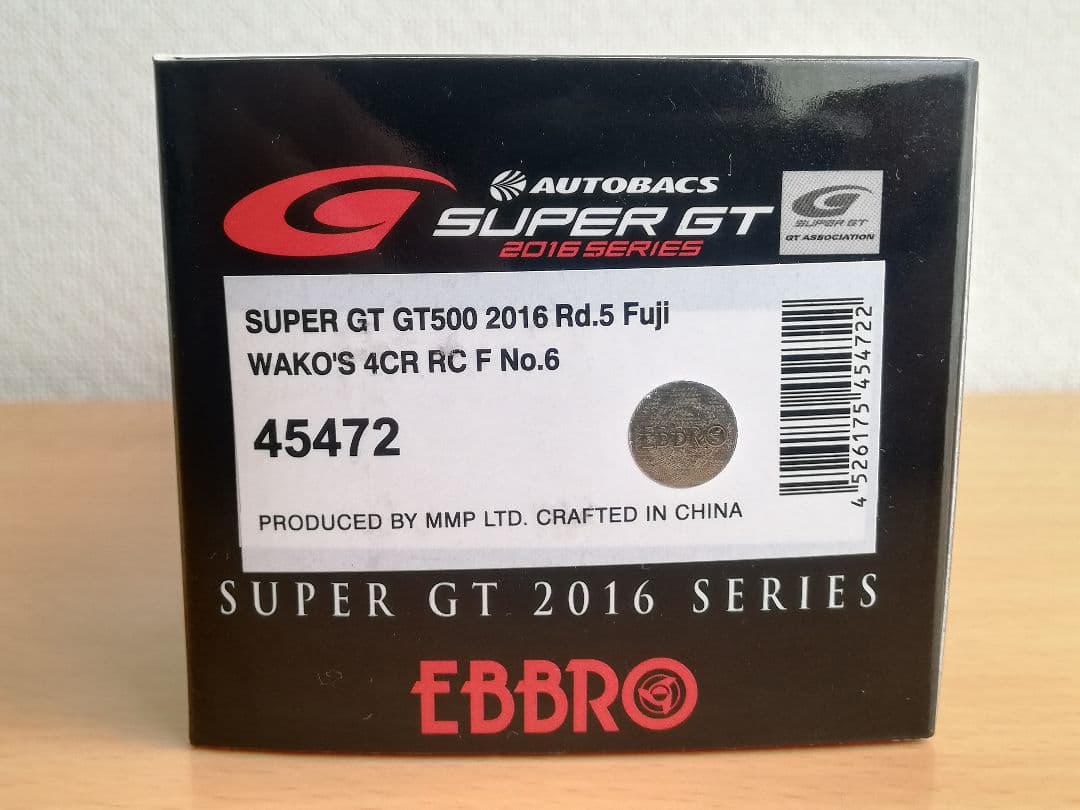 AUTOBACS
SUPER GT
2016 SERIES
SUPER GT
GT ASSOCIATION
SUPER GT GT500 2016 Rd.5 Fuji
WAKO'S 4CR RC F No.6
45472
EBBRO
4 526175 454722
PRODUCED BY MMP LTD. CRAFTED IN CHINA
SUPER GT 2016 SERIES
EBBRO